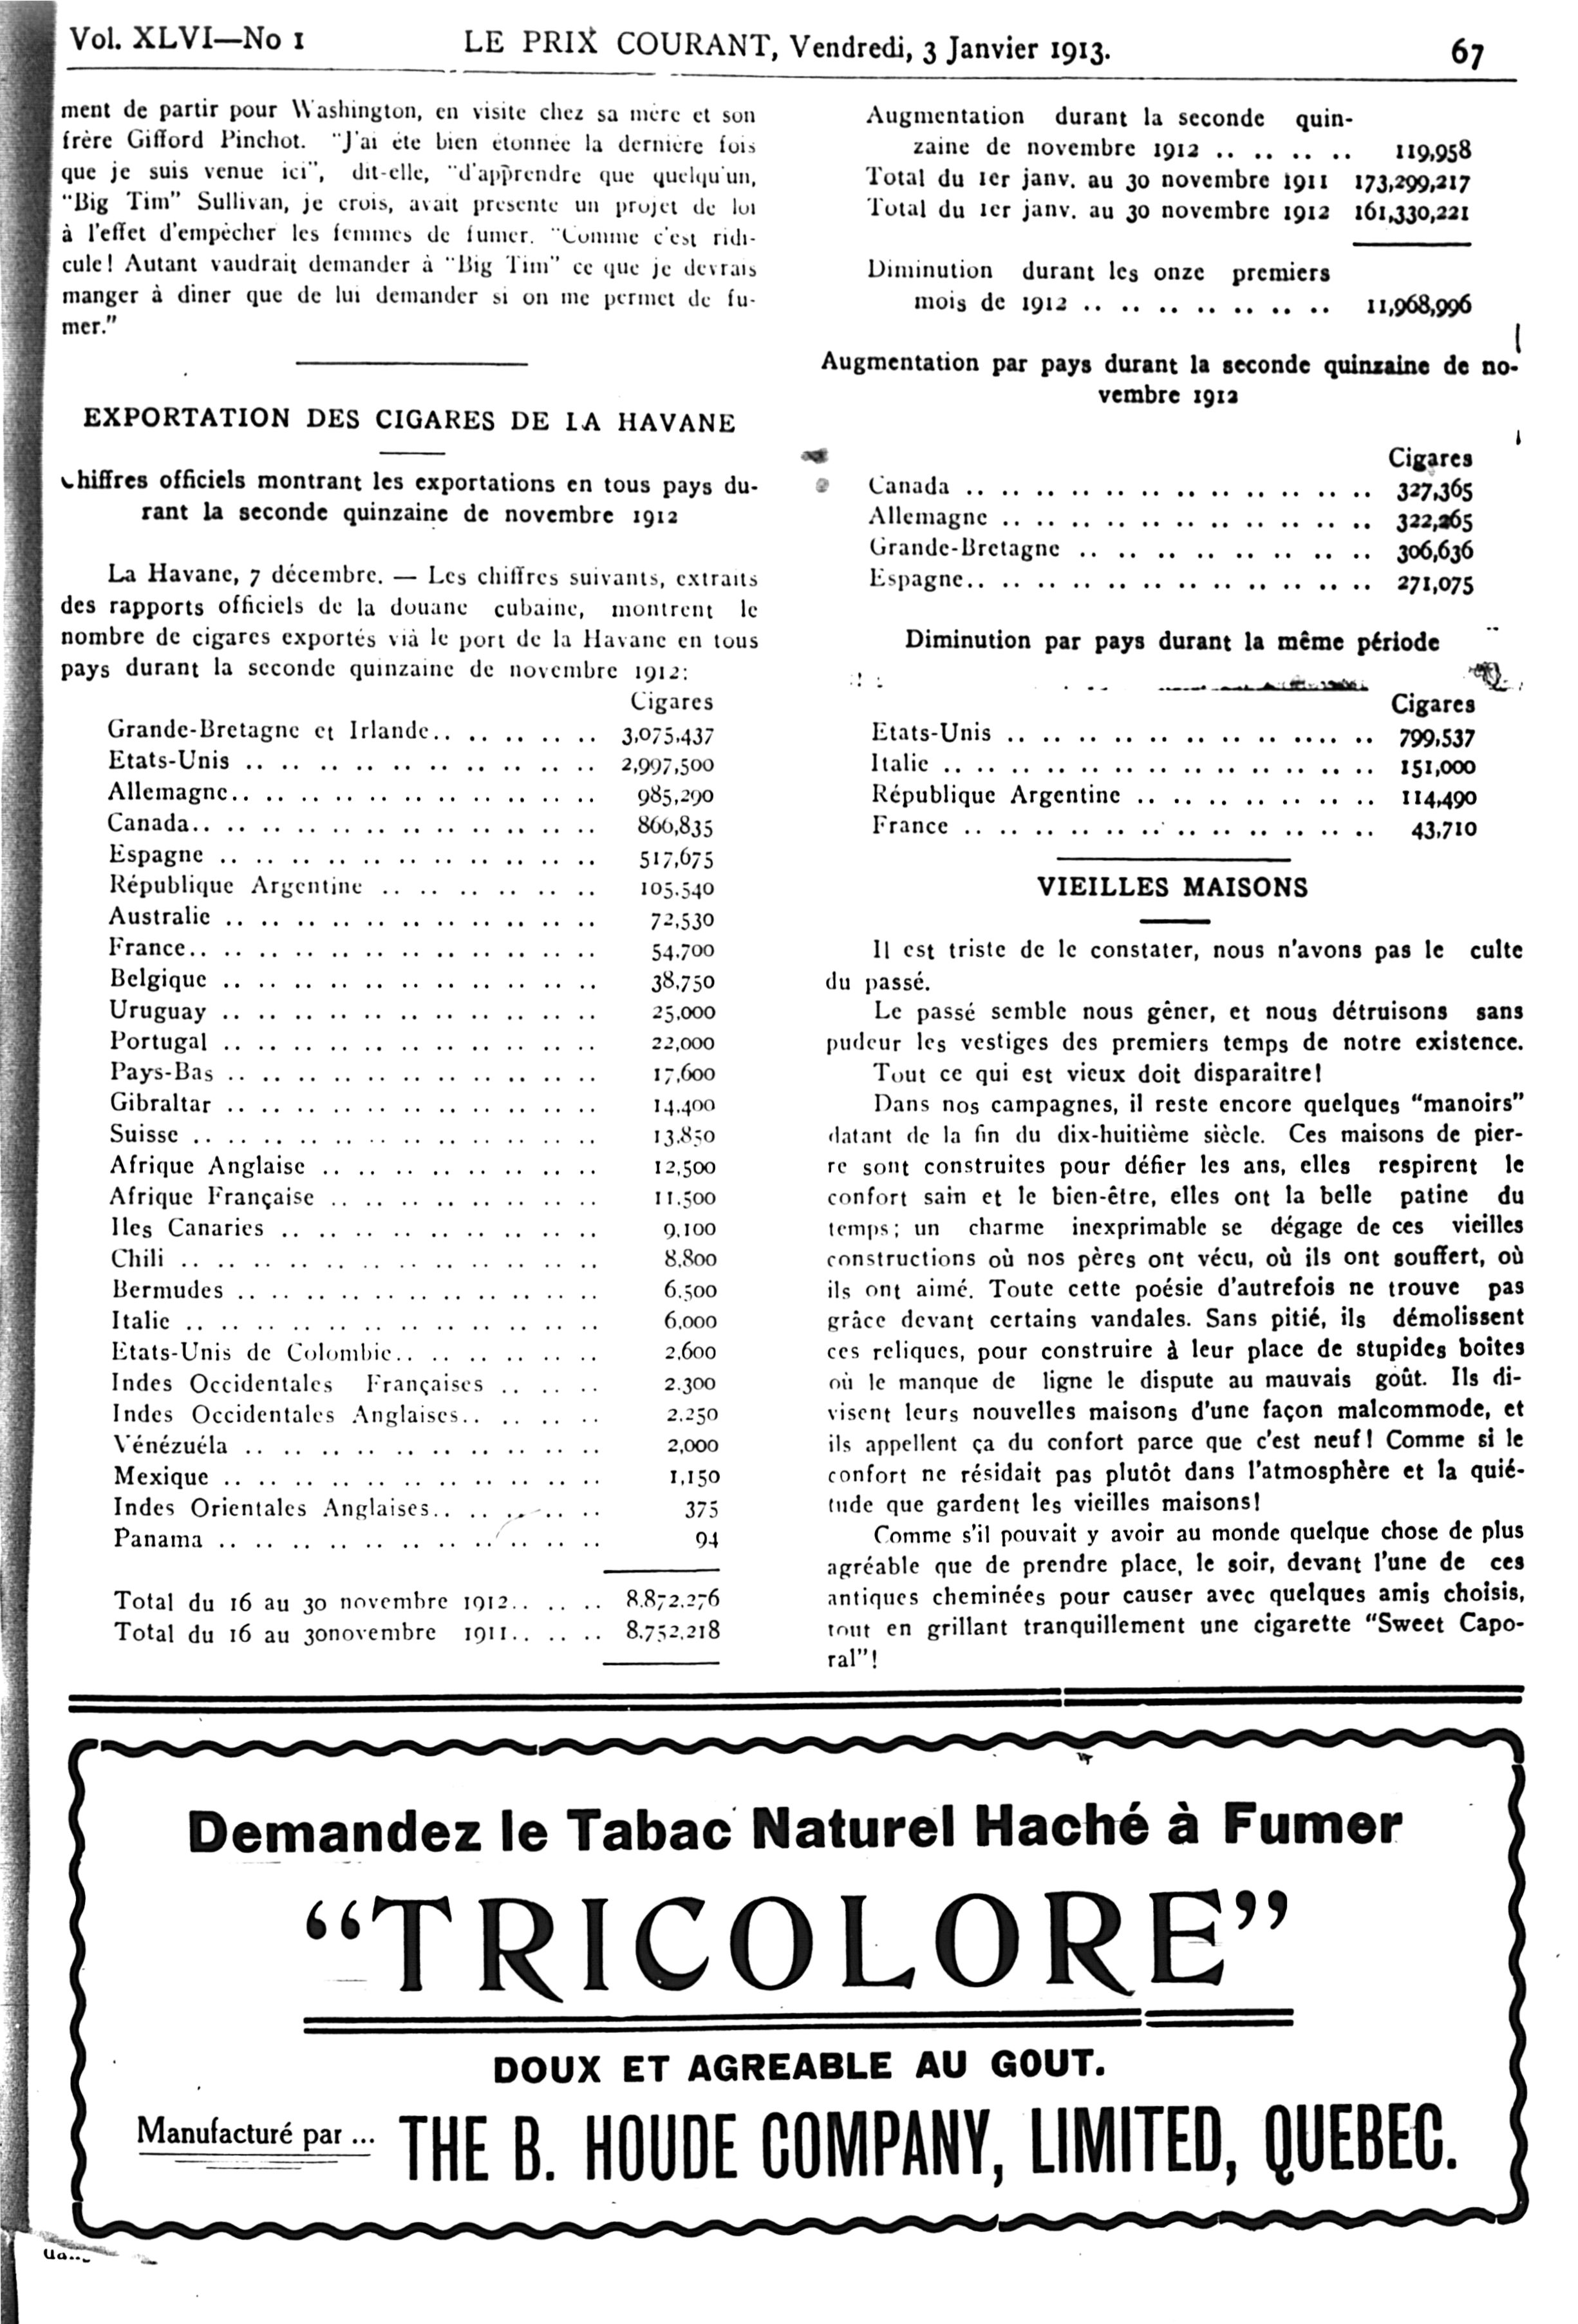 Vol. XLVI—No 1 LE PRIX COURANT, Vendredi, 3 Janvier 1913. 67
ment de partir pour Washington, en visite chez sa mère et son
frère Gifford Pinchot. "J'ai été bien étonnée la dernière fois
que je suis venue ici", dit-elle, "d'apprendre que quelqu'un,
"Big Tim" Sullivan, je crois, avait présenté un projet de loi
à l'effet d'empêcher les femmes de fumer. "Comme c'est ridi-
cule! Autant vaudrait demander à "Big Tim" ce que je devrais
manger à diner que de lui demander si on me permet de fu-
mer."
EXPORTATION DES CIGARES DE LA HAVANE
Chiffres officiels montrant les exportations en tous pays du-
rant la seconde quinzaine de novembre 1912
La Havane, 7 décembre. — Les chiffres suivants, extraits
des rapports officiels de la douane cubaine, montrent le
nombre de cigares exportés viâ le port de la Havane en tous
pays durant la seconde quinzaine de novembre 1912:
Cigares
Grande-Bretagne et Irlande.. .. .. .. .. 3,075,437
Etats-Unis .. .. .. .. .. .. .. .. .. .. 2,997,500
Allemagne.. .. .. .. .. .. .. .. .. .. .. 985,290
Canada.. .. .. .. .. .. .. .. .. .. .. .. 866,835
Espagne .. .. .. .. .. .. .. .. .. .. .. 517,675
République Argentine .. .. .. .. .. .. .. 105,540
Australie .. .. .. .. .. .. .. .. .. .. .. 72,530
France.. .. .. .. .. .. .. .. .. .. .. .. 54,700
Belgique .. .. .. .. .. .. .. .. .. .. .. 38,750
Uruguay .. .. .. .. .. .. .. .. .. .. .. 25,000
Portugal .. .. .. .. .. .. .. .. .. .. .. 22,000
Pays-Bas .. .. .. .. .. .. .. .. .. .. .. 17,600
Gibraltar .. .. .. .. .. .. .. .. .. .. .. 14,400
Suisse .. .. .. .. .. .. .. .. .. .. .. .. 13,850
Afrique Anglaise .. .. .. .. .. .. .. .. 12,500
Afrique Française .. .. .. .. .. .. .. .. 11,500
Iles Canaries .. .. .. .. .. .. .. .. .. 9,100
Chili .. .. .. .. .. .. .. .. .. .. .. .. 8,800
Bermudes .. .. .. .. .. .. .. .. .. .. .. 6,500
Italie .. .. .. .. .. .. .. .. .. .. .. .. 6,000
Etats-Unis de Colombie.. .. .. .. .. .. 2,600
Indes Occidentales Françaises .. .. .. 2,300
Indes Occidentales Anglaises.. .. .. .. 2,250
Vénézuéla .. .. .. .. .. .. .. .. .. .. 2,000
Mexique .. .. .. .. .. .. .. .. .. .. .. 1,150
Indes Orientales Anglaises.. .. .. .. .. 375
Panama .. .. .. .. .. .. .. .. .. .. .. 94
Total du 16 au 30 novembre 1912.. .. .. 8,872,276
Total du 16 au 30novembre 1911.. .. .. 8,752,218
Augmentation durant la seconde quin-
zaine de novembre 1912 .. .. .. .. 119,958
Total du 1er janv. au 30 novembre 1911 173,299,217
Total du 1er janv. au 30 novembre 1912 161,330,221
Diminution durant les onze premiers
mois de 1912 .. .. .. .. .. .. .. 11,968,996
Augmentation par pays durant la seconde quinzaine de no-
vembre 1912
Cigares
Canada .. .. .. .. .. .. .. .. .. .. .. .. 327,365
Allemagne .. .. .. .. .. .. .. .. .. .. .. 322,265
Grande-Bretagne .. .. .. .. .. .. .. .. .. 306,636
Espagne.. .. .. .. .. .. .. .. .. .. .. .. 271,075
Diminution par pays durant la même période
Cigares
Etats-Unis .. .. .. .. .. .. .. .. .... .. 799,537
Italie .. .. .. .. .. .. .. .. .. .. .. .. .. 151,000
République Argentine .. .. .. .. .. .. .. 114,490
France .. .. .. .. .. .. .. .. .. .. .. .. 43,710
VIEILLES MAISONS
Il est triste de le constater, nous n'avons pas le culte
du passé.
Le passé semble nous gêner, et nous détruisons sans
pudeur les vestiges des premiers temps de notre existence.
Tout ce qui est vieux doit disparaitre!
Dans nos campagnes, il reste encore quelques "manoirs"
datant de la fin du dix-huitième siècle. Ces maisons de pier-
re sont construites pour défier les ans, elles respirent le
confort sain et le bien-être, elles ont la belle patine du
temps; un charme inexprimable se dégage de ces vieilles
constructions où nos pères ont vécu, où ils ont souffert, où
ils ont aimé. Toute cette poésie d'autrefois ne trouve pas
grâce devant certains vandales. Sans pitié, ils démolissent
ces reliques, pour construire à leur place de stupides boîtes
où le manque de ligne le dispute au mauvais goût. Ils di-
visent leurs nouvelles maisons d'une façon malcommode, et
ils appellent ça du confort parce que c'est neuf! Comme si le
confort ne résidait pas plutôt dans l'atmosphère et la quié-
tude que gardent les vieilles maisons!
Comme s'il pouvait y avoir au monde quelque chose de plus
agréable que de prendre place, le soir, devant l'une de ces
antiques cheminées pour causer avec quelques amis choisis,
tout en grillant tranquillement une cigarette "Sweet Capo-
ral"!
Demandez le Tabac Naturel Haché à Fumer
"TRICOLORE"
DOUX ET AGREABLE AU GOUT.
Manufacturé par ... THE B. HOUDE COMPANY, LIMITED, QUEBEC.